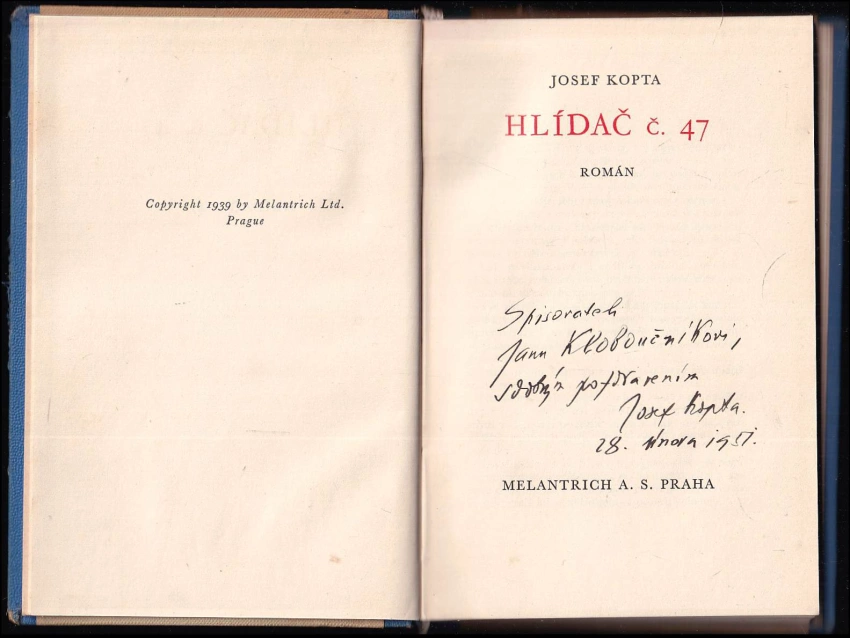 Copyright 1939 by Melantrich Ltd.
Prague
JOSEF KOPTA
HLÍDAČ č. 47
ROMÁN
Spisovateli
Janu Kloboučníkovi,
s dobrým pozdravením
Josef Kopta.
28. února 1951.
MELANTRICH A. S. PRAHA